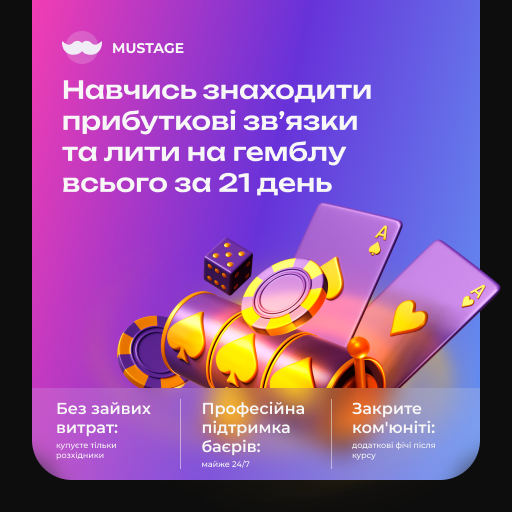 MUSTAGE
Навчись знаходити
прибуткові зв’язки
та лити на гемблу
всього за 21 день
A
A
Без зайвих
витрат:
купуєте тільки
розхідники
Професійна
підтримка
баєрів:
майже 24/7
Закрите
ком'юніті:
додаткові фічі після
курсу